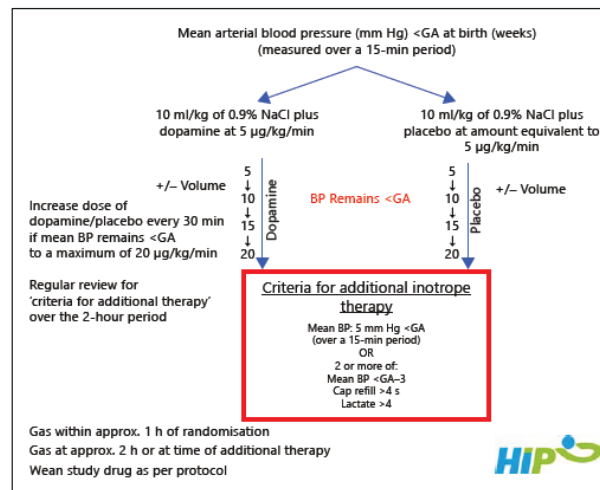 Mean arterial blood pressure (mm Hg) <GA at birth (weeks)
(measured over a 15-min period)
10 ml/kg of 0.9% NaCl plus
dopamine at 5 µg/kg/min
10 ml/kg of 0.9% NaCl plus
placebo at amount equivalent to
5 µg/kg/min
+/– Volume
5
↓
10
↓
15
↓
20
Dopamine
BP Remains <GA
5
↓
10
↓
15
↓
20
Placebo
+/– Volume
Increase dose of
dopamine/placebo every 30 min
if mean BP remains <GA
to a maximum of 20 µg/kg/min
Regular review for
‘criteria for additional therapy’
over the 2-hour period
Criteria for additional inotrope
therapy
Mean BP: 5 mm Hg <GA
(over a 15-min period)
OR
2 or more of:
Mean BP <GA–3
Cap refill >4 s
Lactate >4
Gas within approx. 1 h of randomisation
Gas at approx. 2 h or at time of additional therapy
Wean study drug as per protocol
HIP